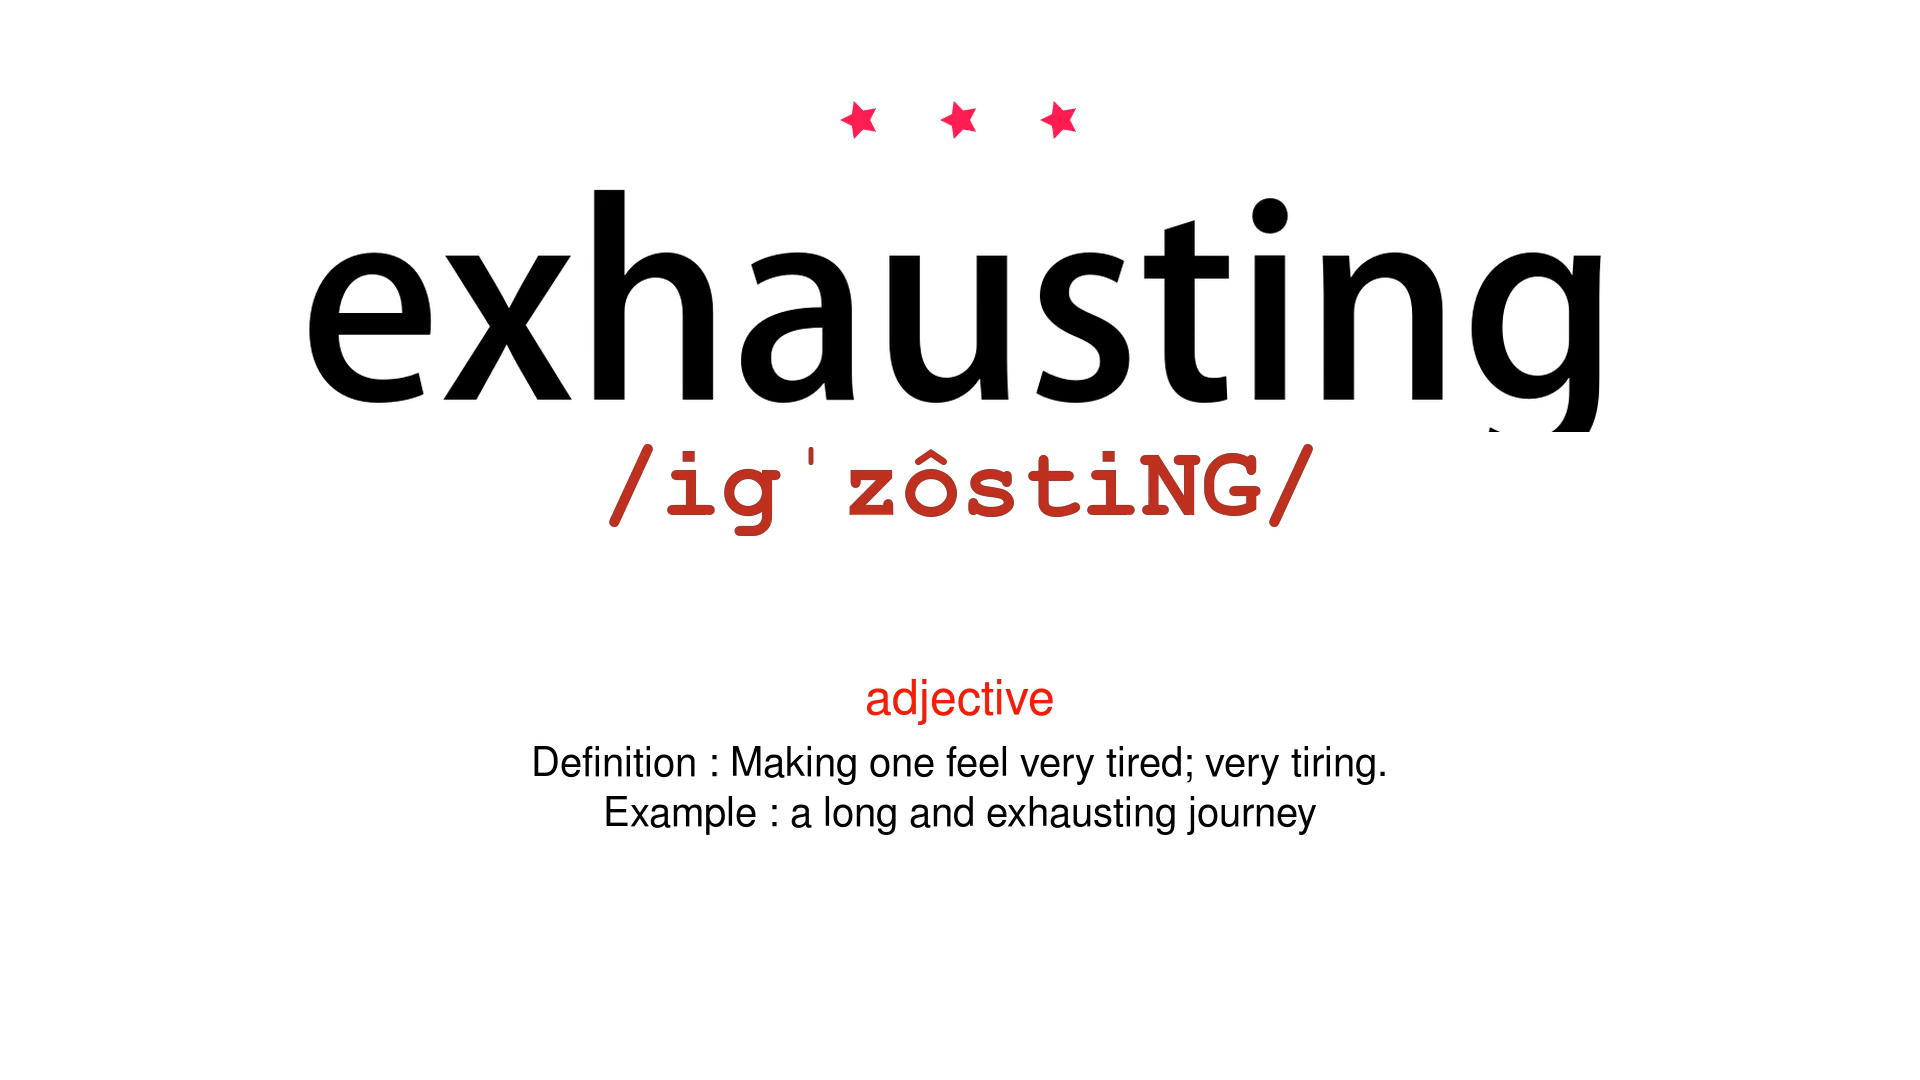 exhausting
/igˈzôstiNG/
adjective
Definition : Making one feel very tired; very tiring.
Example : a long and exhausting journey